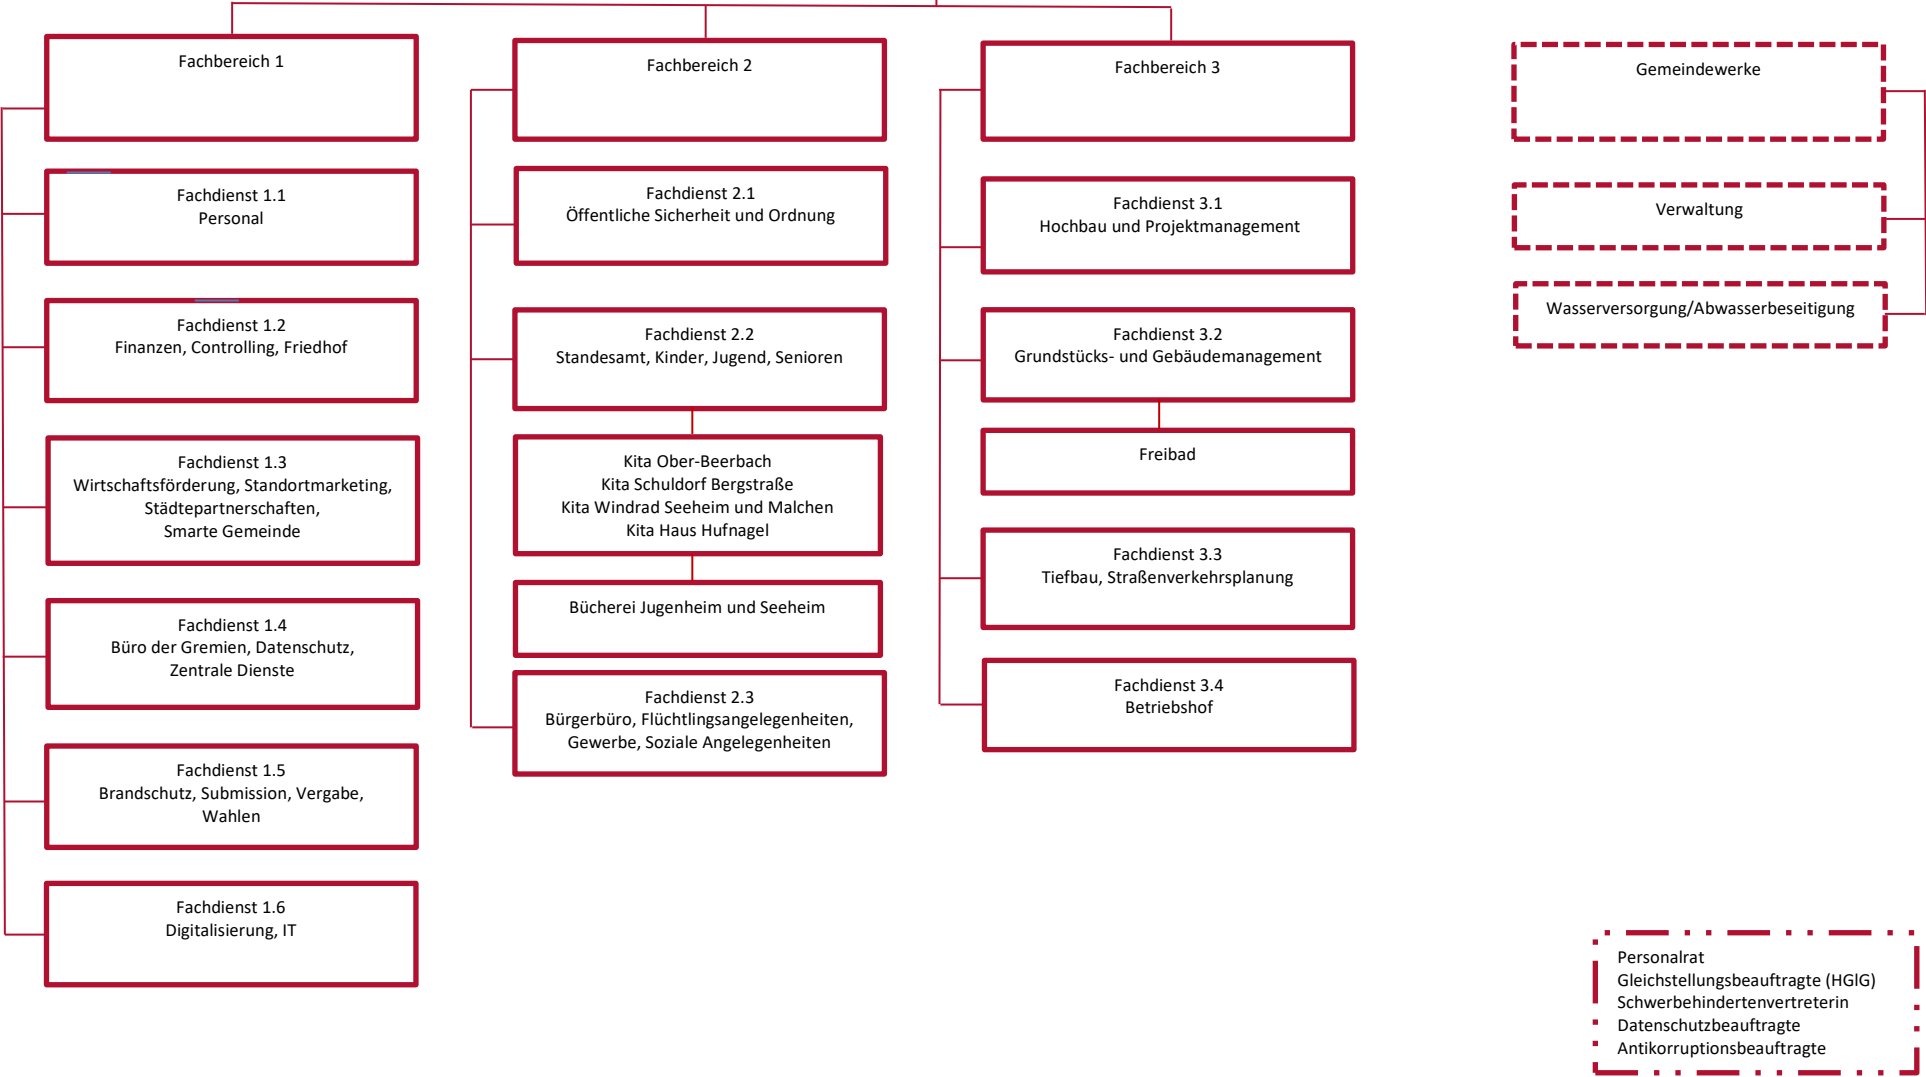 Fachbereich 1
Fachdienst 1.1
Personal
Fachdienst 1.2
Finanzen, Controlling, Friedhof
Fachdienst 1.3
Wirtschaftsförderung, Standortmarketing,
Städtepartnerschaften,
Smarte Gemeinde
Fachdienst 1.4
Büro der Gremien, Datenschutz,
Zentrale Dienste
Fachdienst 1.5
Brandschutz, Submission, Vergabe,
Wahlen
Fachdienst 1.6
Digitalisierung, IT
Fachbereich 2
Fachdienst 2.1
Öffentliche Sicherheit und Ordnung
Fachdienst 2.2
Standesamt, Kinder, Jugend, Senioren
Kita Ober-Beerbach
Kita Schuldorf Bergstraße
Kita Windrad Seeheim und Malchen
Kita Haus Hufnagel
Bücherei Jugenheim und Seeheim
Fachdienst 2.3
Bürgerbüro, Flüchtlingsangelegenheiten,
Gewerbe, Soziale Angelegenheiten
Fachbereich 3
Fachdienst 3.1
Hochbau und Projektmanagement
Fachdienst 3.2
Grundstücks- und Gebäudemanagement
Freibad
Fachdienst 3.3
Tiefbau, Straßenverkehrsplanung
Fachdienst 3.4
Betriebshof
Gemeindewerke
Verwaltung
Wasserversorgung/Abwasserbeseitigung
Personalrat
Gleichstellungsbeauftragte (HGlG)
Schwerbehindertenvertreterin
Datenschutzbeauftragte
Antikorruptionsbeauftragte